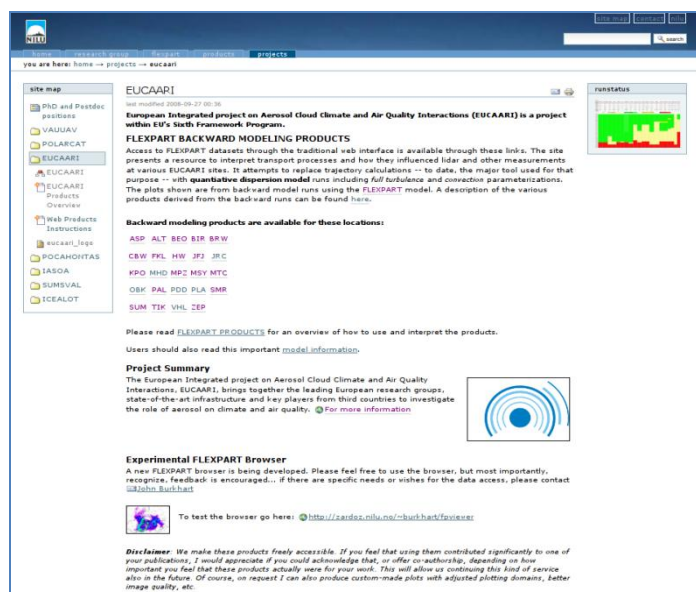 site map contact nilu
NILU
search
home research group flexpart products projects
you are here: home → projects → eucaari
site map
PhD and Postdoc
positions
VAUUAV
POLARCAT
EUCAARI
EUCAARI
EUCAARI
Products
Overview
Web Products
Instructions
eucaari_logo
POCAHONTAS
IASOA
SUMSVAL
ICEALOT
EUCAARI
last modified 2008-09-27 00:36
European Integrated project on Aerosol Cloud Climate and Air Quality Interactions (EUCAARI) is a project
within EU's Sixth Framework Program.
FLEXPART BACKWARD MODELING PRODUCTS
Access to FLEXPART datasets through the traditional web interface is available through these links. The site
presents a resource to interpret transport processes and how they influenced lidar and other measurements
at various EUCAARI sites. It attempts to replace trajectory calculations -- to date, the major tool used for that
purpose -- with quantitative dispersion model runs including full turbulence and convection parameterizations.
The plots shown are from backward model runs using the FLEXPART model. A description of the various
products derived from the backward runs can be found here.
Backward modeling products are available for these locations:
ASP ALT BEO BIR BRW
CBW FKL HW JFJ JRC
KPO MHD MPZ MSY MTC
OBK PAL PDD PLA SMR
SUM TIK VHL ZEP
Please read FLEXPART PRODUCTS for an overview of how to use and interpret the products.
Users should also read this important model information.
Project Summary
The European Integrated project on Aerosol Cloud Climate and Air Quality
Interactions, EUCAARI, brings together the leading European research groups,
state-of-the-art infrastructure and key players from third countries to investigate
the role of aerosol on climate and air quality. For more information
Experimental FLEXPART Browser
A new FLEXPART browser is being developed. Please feel free to use the browser, but most importantly,
recognize, feedback is encouraged... if there are specific needs or wishes for the data access, please contact
John Burkhart
To test the browser go here: http://zardoz.nilu.no/~burkhart/fpviewer
Disclaimer: We make these products freely accessible. If you feel that using them contributed significantly to one of
your publications, I would appreciate if you could acknowledge that, or offer co-authorship, depending on how
important you feel that these products actually were for your work. This will allow us continuing this kind of service
also in the future. Of course, on request I can also produce custom-made plots with adjusted plotting domains, better
image quality, etc.
runstatus